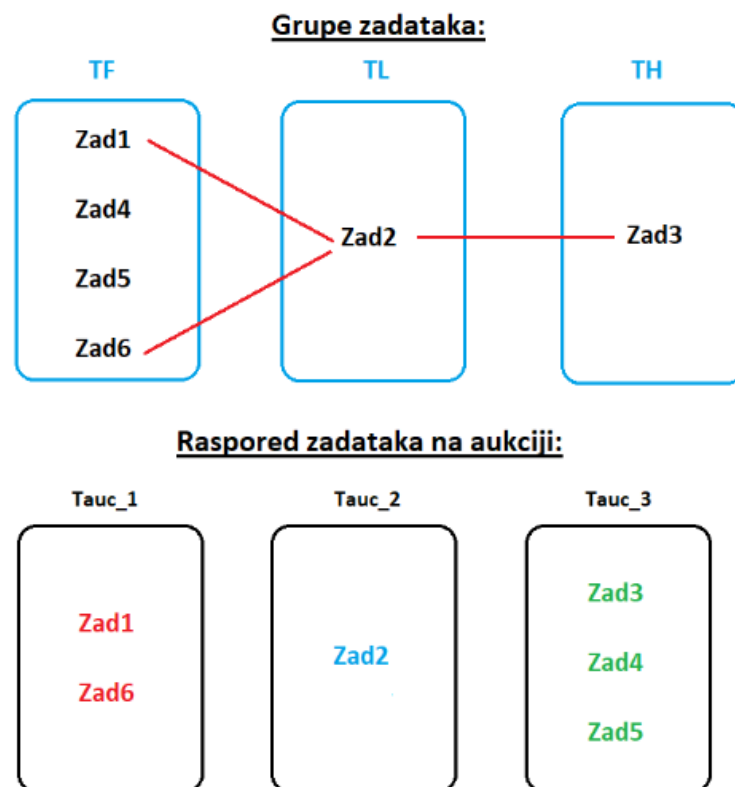 Grupe zadataka:
TF TL TH
Zad1
Zad4
Zad2 Zad3
Zad5
Zad6
Raspored zadataka na aukciji:
Tauc_1 Tauc_2 Tauc_3
Zad3
Zad1
Zad2
Zad4
Zad6
Zad5